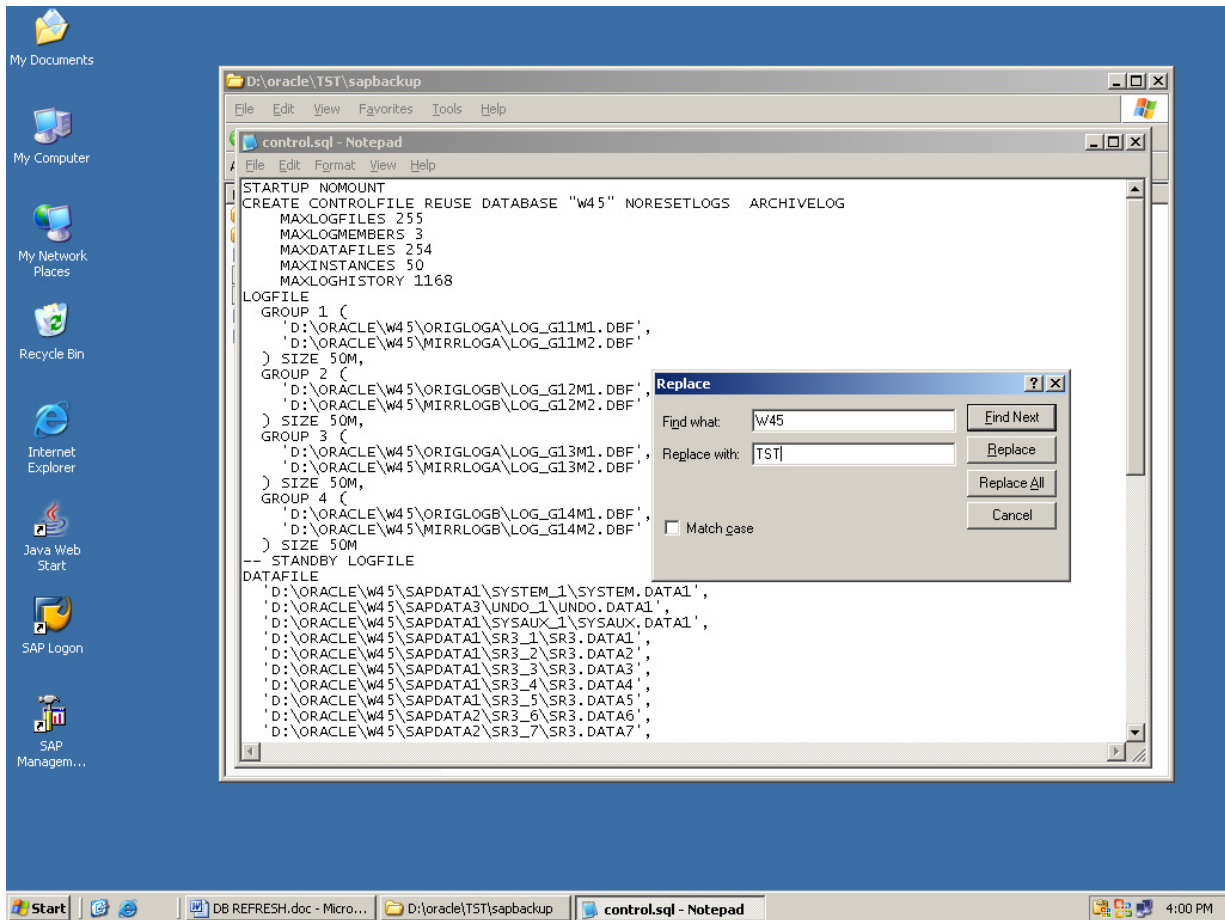 My Documents
My Computer
My Network
Places
Recycle Bin
Internet
Explorer
Java Web
Start
SAP Logon
SAP
Managem...
D:\oracle\TST\sapbackup
File Edit View Favorites Tools Help
control.sql - Notepad
File Edit Format View Help
STARTUP NOMOUNT
CREATE CONTROLFILE REUSE DATABASE "W45" NORESETLOGS  ARCHIVELOG
    MAXLOGFILES 255
    MAXLOGMEMBERS 3
    MAXDATAFILES 254
    MAXINSTANCES 50
    MAXLOGHISTORY 1168
LOGFILE
  GROUP 1 (
    'D:\ORACLE\W45\ORIGLOGA\LOG_G11M1.DBF',
    'D:\ORACLE\W45\MIRRLOGA\LOG_G11M2.DBF'
  ) SIZE 50M,
  GROUP 2 (
    'D:\ORACLE\W45\ORIGLOGB\LOG_G12M1.DBF',
    'D:\ORACLE\W45\MIRRLOGB\LOG_G12M2.DBF'
  ) SIZE 50M,
  GROUP 3 (
    'D:\ORACLE\W45\ORIGLOGA\LOG_G13M1.DBF',
    'D:\ORACLE\W45\MIRRLOGA\LOG_G13M2.DBF'
  ) SIZE 50M,
  GROUP 4 (
    'D:\ORACLE\W45\ORIGLOGB\LOG_G14M1.DBF',
    'D:\ORACLE\W45\MIRRLOGB\LOG_G14M2.DBF'
  ) SIZE 50M
-- STANDBY LOGFILE
DATAFILE
  'D:\ORACLE\W45\SAPDATA1\SYSTEM_1\SYSTEM.DATA1',
  'D:\ORACLE\W45\SAPDATA3\UNDO_1\UNDO.DATA1',
  'D:\ORACLE\W45\SAPDATA1\SYSAUX_1\SYSAUX.DATA1',
  'D:\ORACLE\W45\SAPDATA1\SR3_1\SR3.DATA1',
  'D:\ORACLE\W45\SAPDATA1\SR3_2\SR3.DATA2',
  'D:\ORACLE\W45\SAPDATA1\SR3_3\SR3.DATA3',
  'D:\ORACLE\W45\SAPDATA1\SR3_4\SR3.DATA4',
  'D:\ORACLE\W45\SAPDATA1\SR3_5\SR3.DATA5',
  'D:\ORACLE\W45\SAPDATA2\SR3_6\SR3.DATA6',
  'D:\ORACLE\W45\SAPDATA2\SR3_7\SR3.DATA7',
Replace
Find what: W45
Replace with: TST
Match case
Find Next
Replace
Replace All
Cancel
Start
DB REFRESH.doc - Micro...
D:\oracle\TST\sapbackup
control.sql - Notepad
4:00 PM